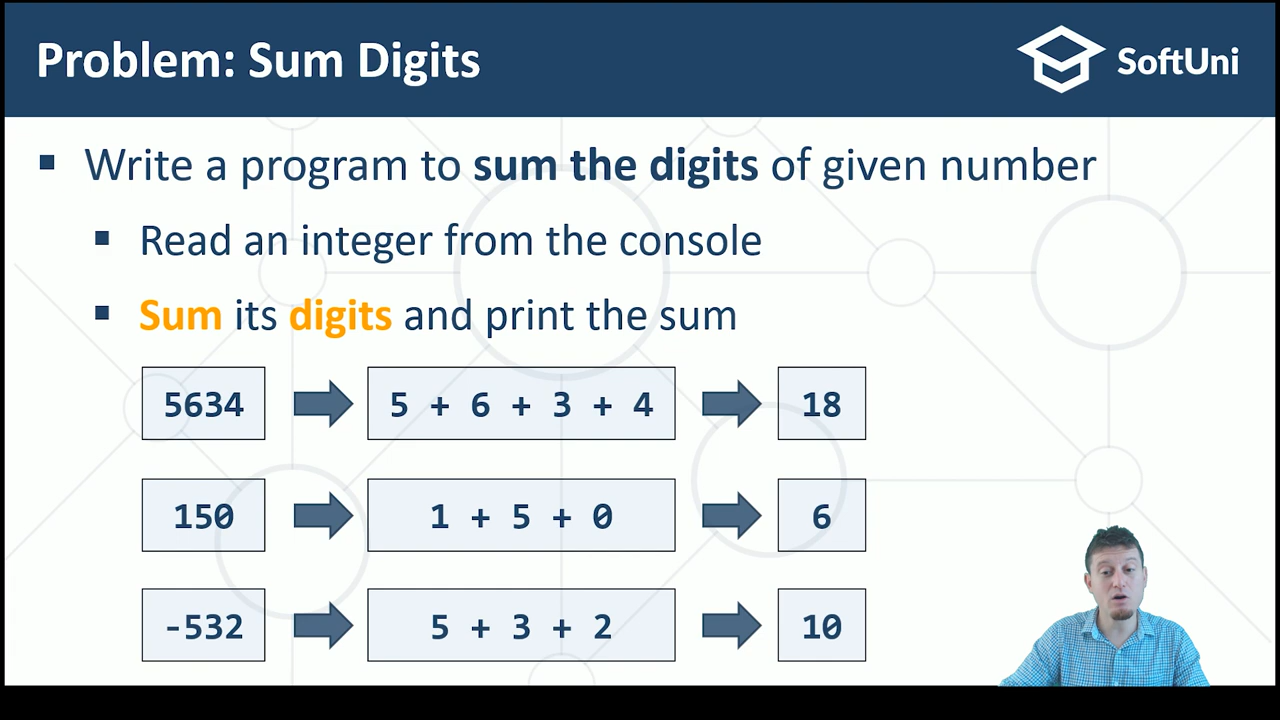 Problem: Sum Digits
SoftUni
Write a program to sum the digits of given number
Read an integer from the console
Sum its digits and print the sum
5634
5 + 6 + 3 + 4
18
150
1 + 5 + 0
6
-532
5 + 3 + 2
10